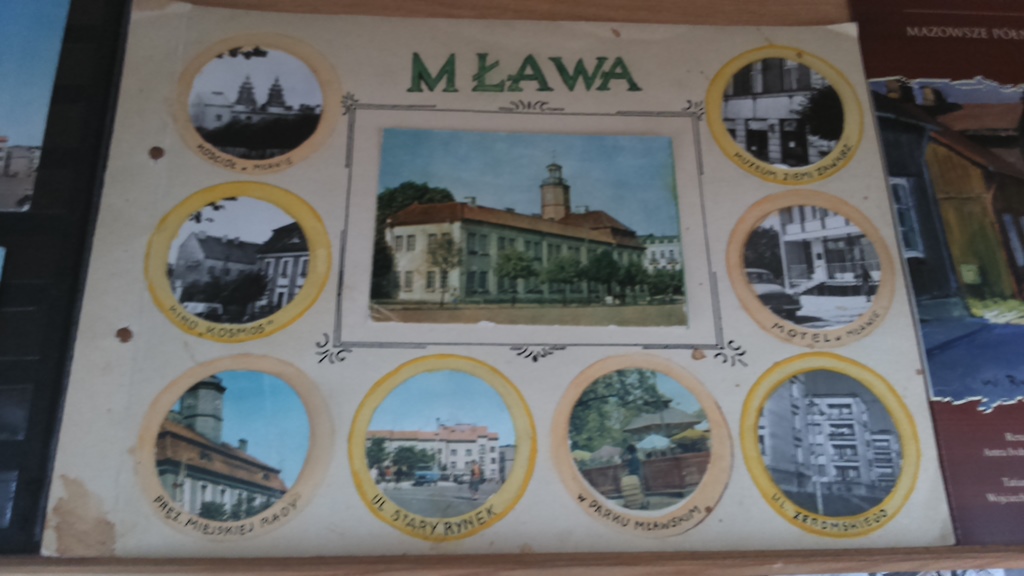 MŁAWA
KOŚCIÓŁ w MŁAWIE
MUZEUM ZIEMI ZAWKRZ.
KINO „KOSMOS"
MOTEL w MŁAWIE
PREZ. MIEJSKIEJ RADY
UL. STARY RYNEK
W PARKU MŁAWSKIM
UL. ŻEROMSKIEGO
MAZOWSZE